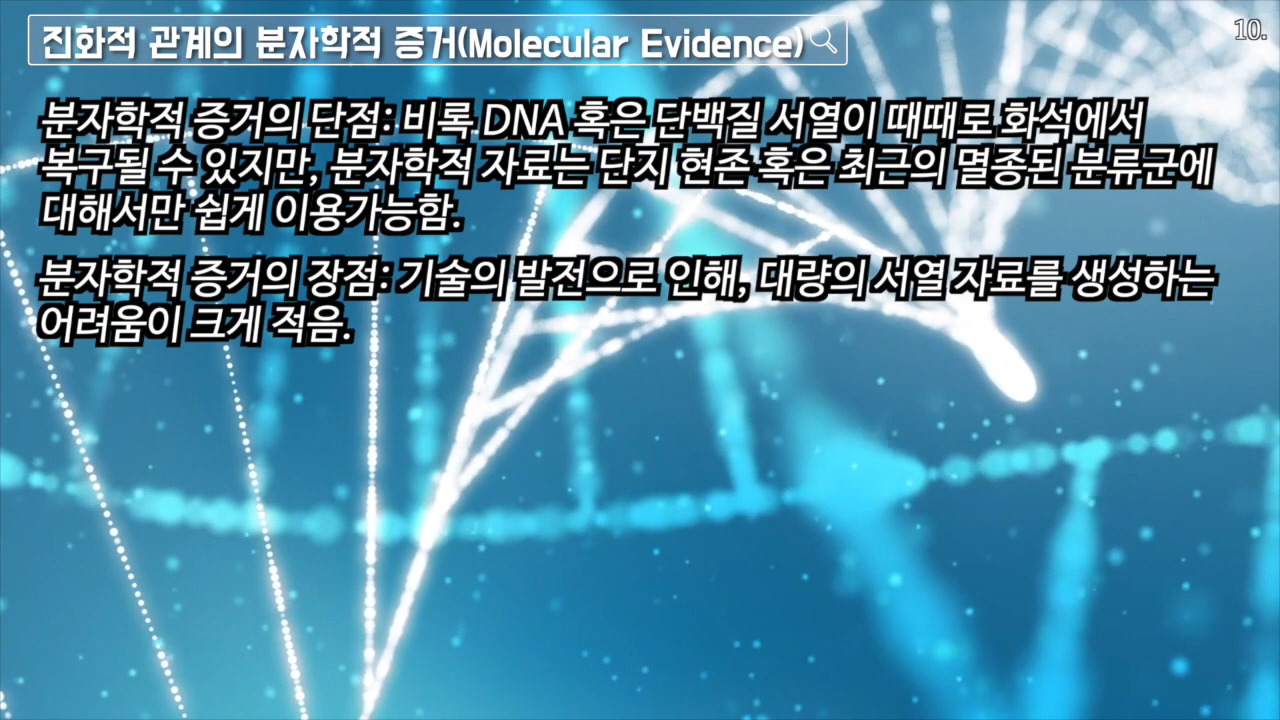 진화적 관계의 분자학적 증거(Molecular Evidence)
10.
분자학적 증거의 단점: 비록 DNA 혹은 단백질 서열이 때때로 화석에서
복구될 수 있지만, 분자학적 자료는 단지 현존 혹은 최근의 멸종된 분류군에
대해서만 쉽게 이용가능함.
분자학적 증거의 장점: 기술의 발전으로 인해, 대량의 서열 자료를 생성하는
어려움이 크게 적음.